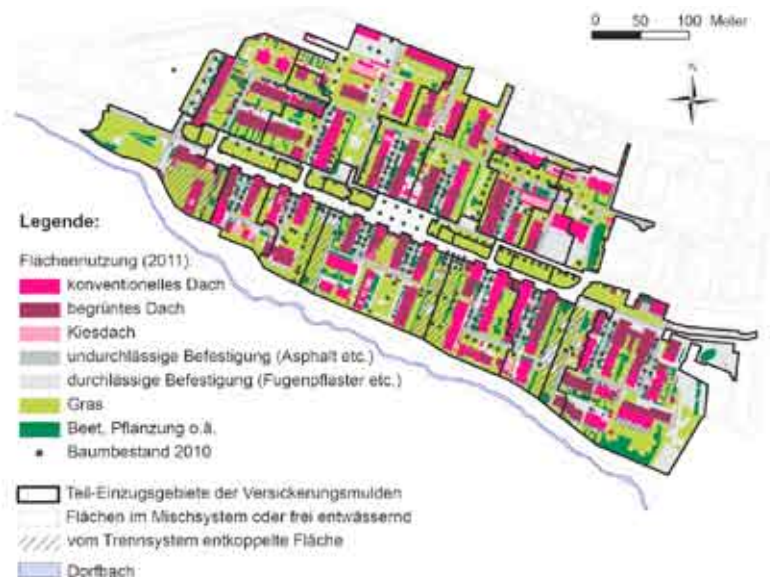 0 50 100 Meter
N
Legende:
Flächennutzung (2011)
konventionelles Dach
begrüntes Dach
Kiesdach
undurchlässige Befestigung (Asphalt etc.)
durchlässige Befestigung (Fugenpflaster etc.)
Gras
Beet, Pflanzung o.ä.
Baumbestand 2010
Teil-Einzugsgebiete der Versickerungsmulden
Flächen im Mischsystem oder frei entwässernd
vom Trennsystem entkoppelte Fläche
Dorfbach